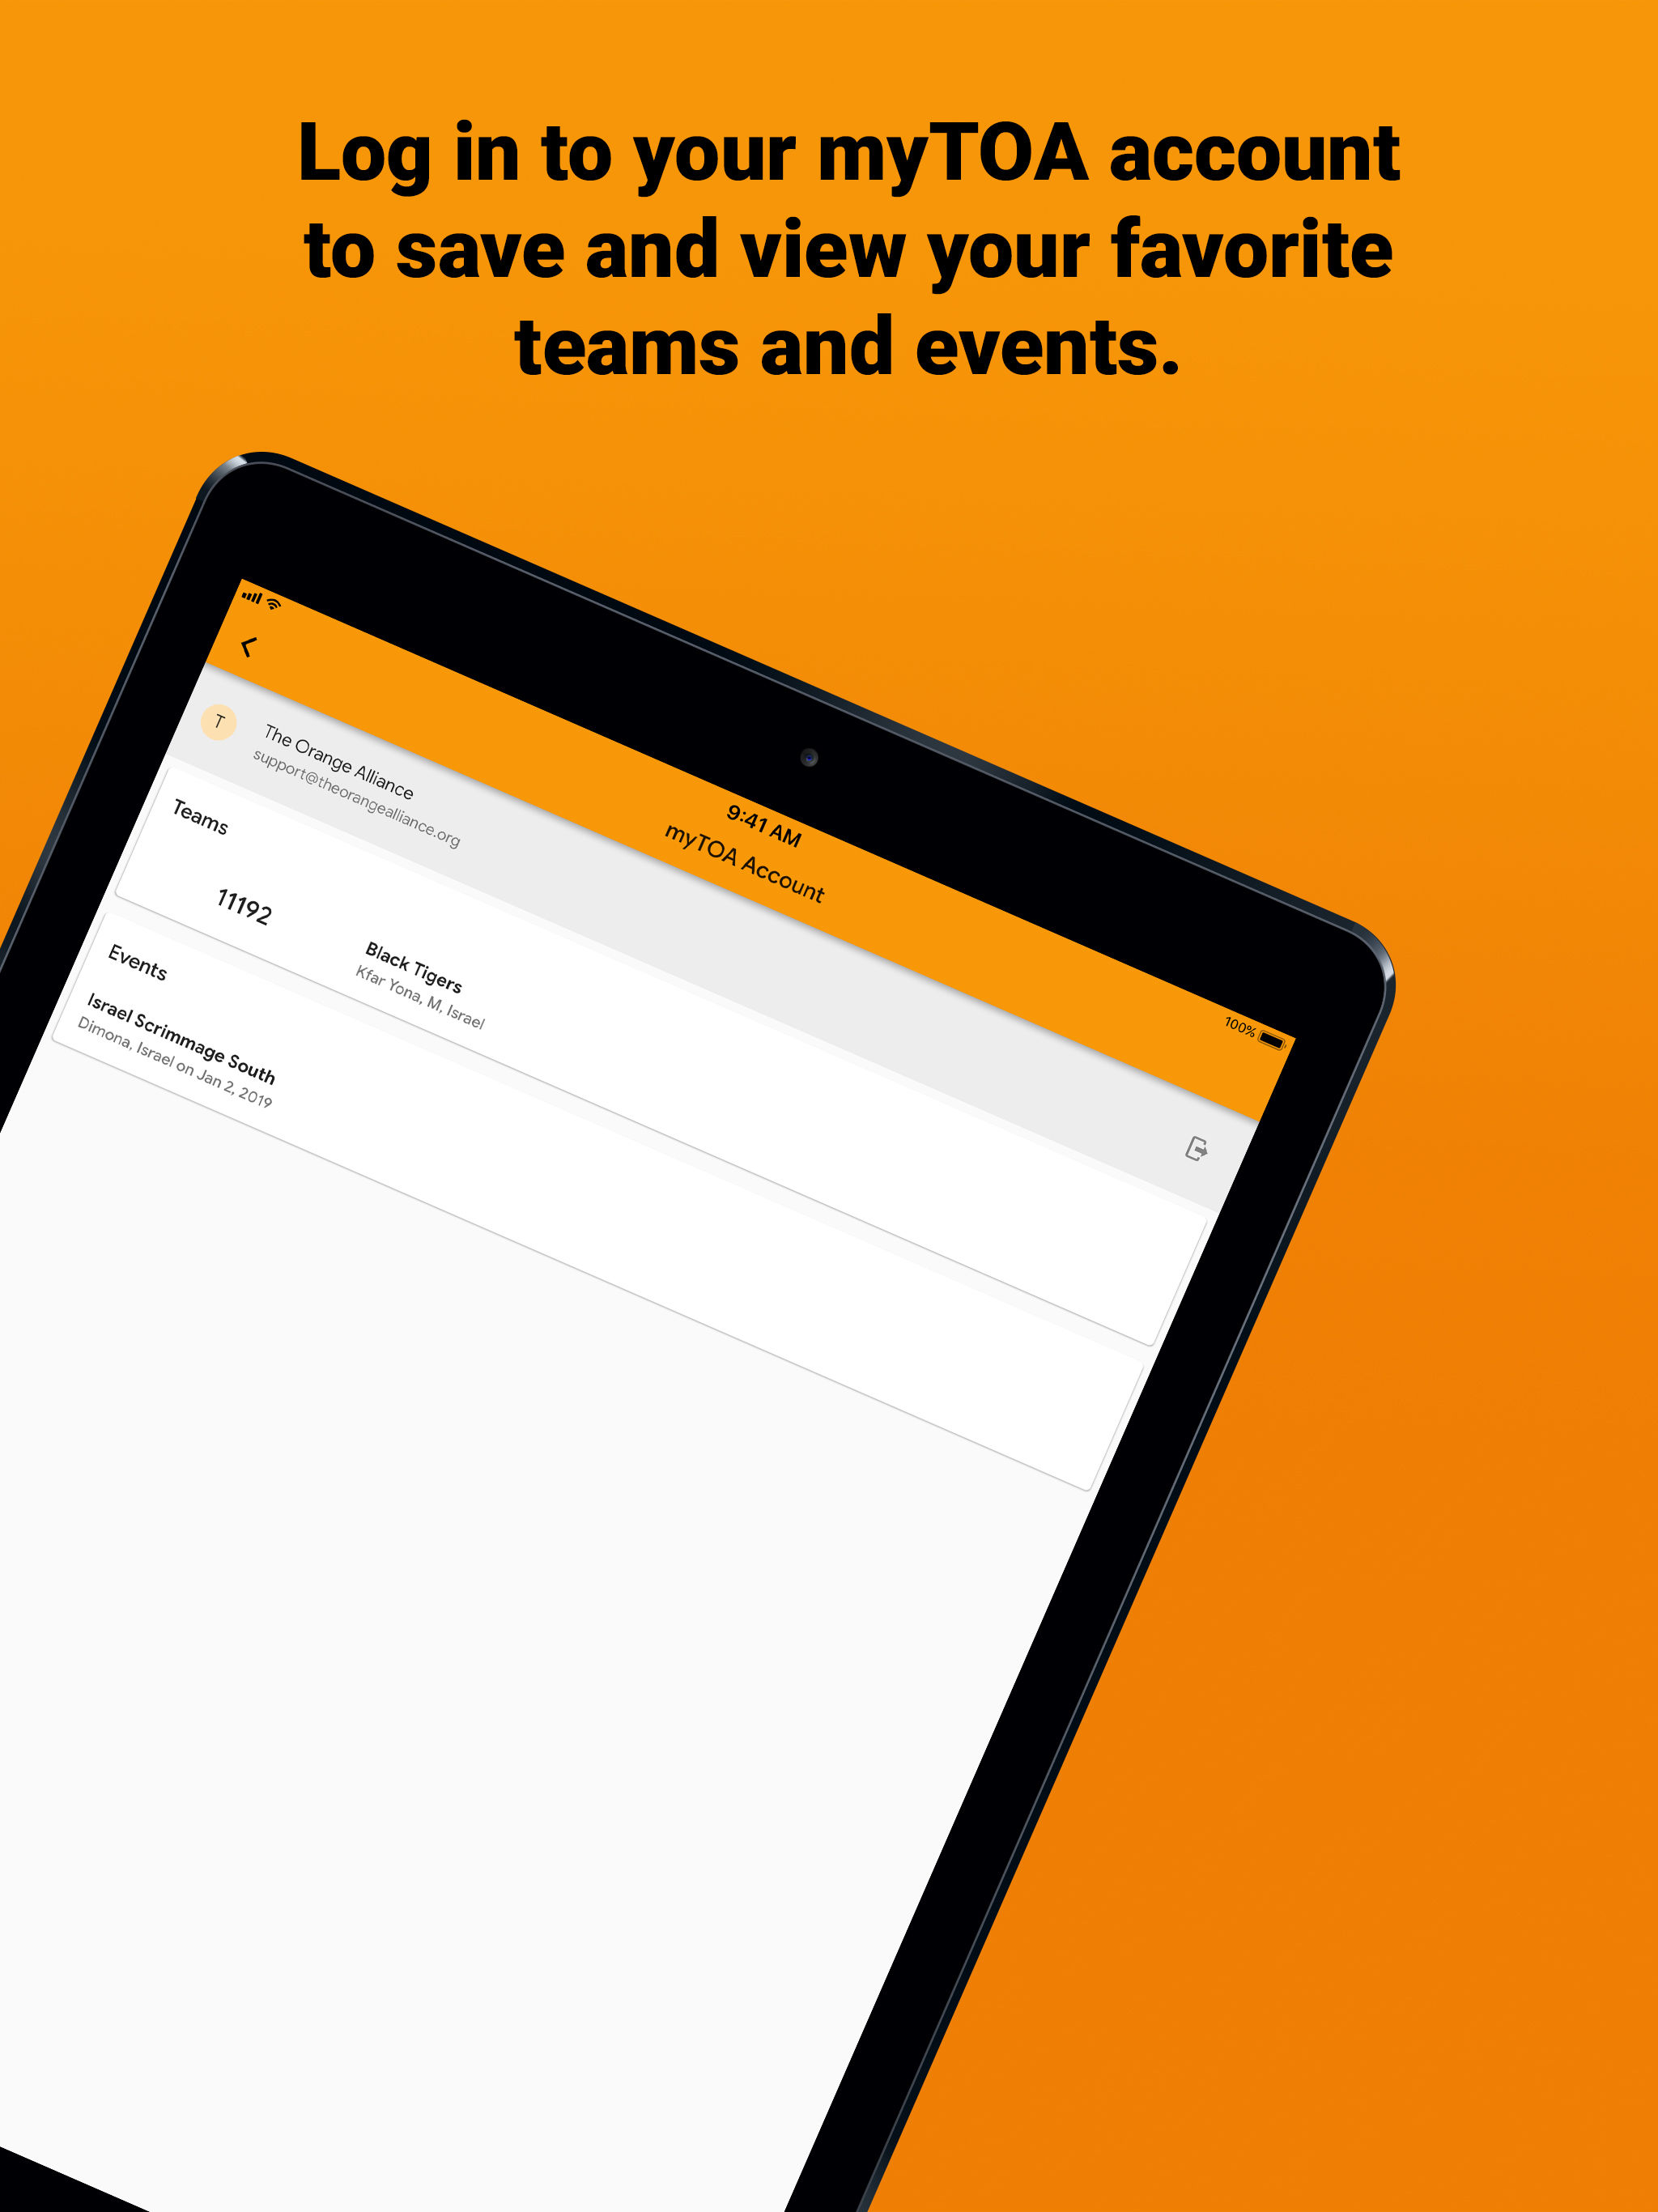 Log in to your myTOA account
to save and view your favorite
teams and events.
9:41 AM
100%
myTOA Account
T
The Orange Alliance
support@theorangealliance.org
Teams
11192
Black Tigers
Kfar Yona, M, Israel
Events
Israel Scrimmage South
Dimona, Israel on Jan 2, 2019